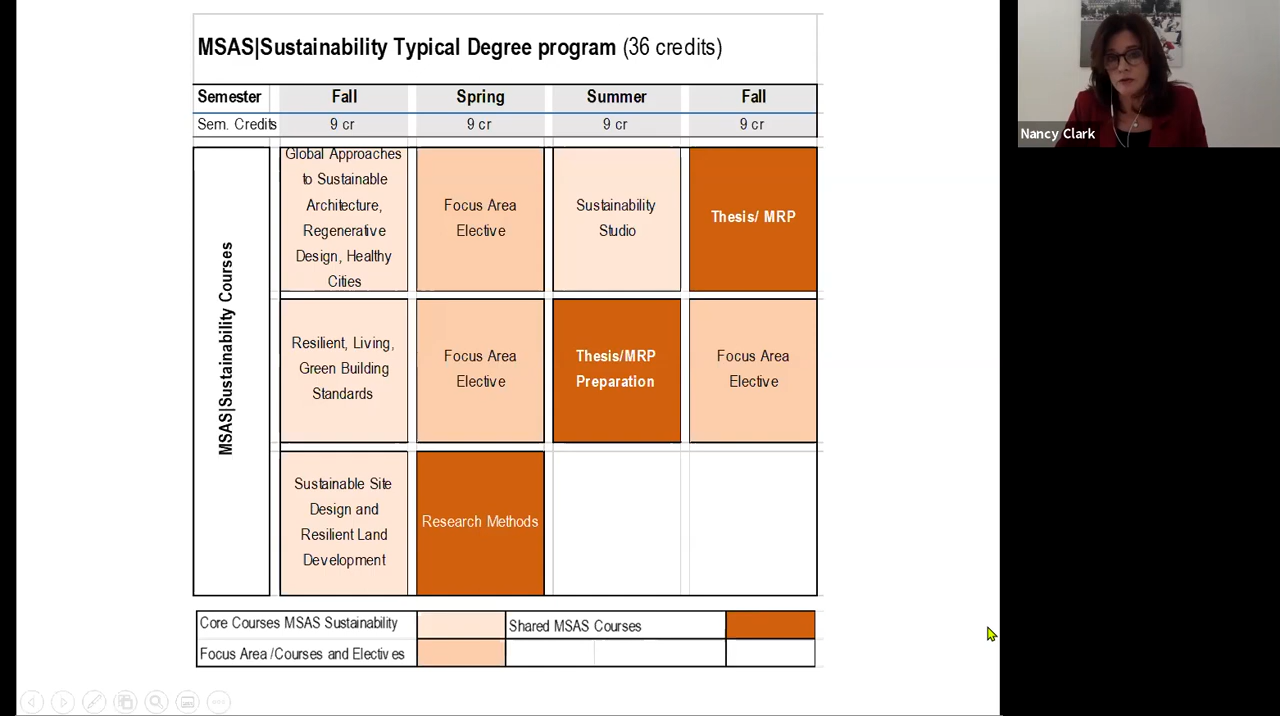 MSAS|Sustainability Typical Degree program (36 credits)
Semester Fall Spring Summer Fall
Sem. Credits 9 cr 9 cr 9 cr 9 cr
MSAS|Sustainability Courses
Global Approaches
to Sustainable
Architecture,
Regenerative
Design, Healthy
Cities
Focus Area
Elective
Sustainability
Studio
Thesis/ MRP
Resilient, Living,
Green Building
Standards
Focus Area
Elective
Thesis/MRP
Preparation
Focus Area
Elective
Sustainable Site
Design and
Resilient Land
Development
Research Methods
Core Courses MSAS Sustainability
Shared MSAS Courses
Focus Area /Courses and Electives
Nancy Clark